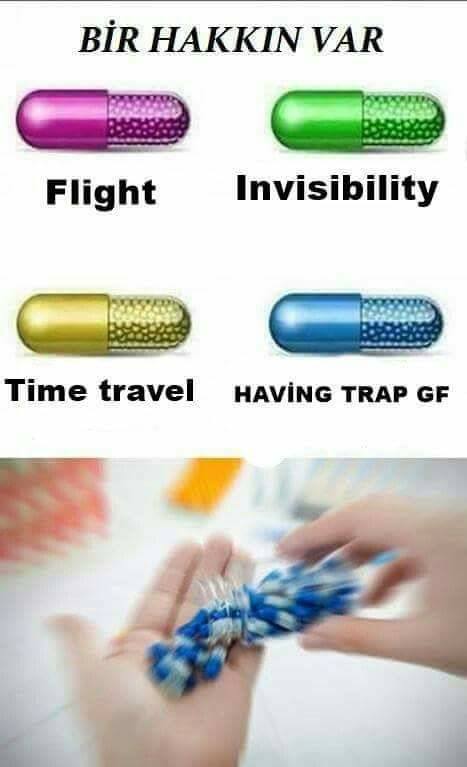 BİR HAKKIN VAR
Flight
Invisibility
Time travel
HAVİNG TRAP GF